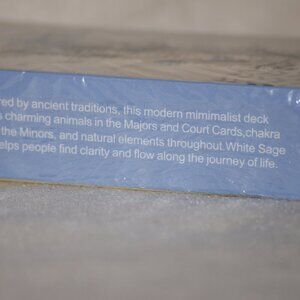 red by ancient traditions, this modern mimimalist deck
s charming animals in the Majors and Court Cards,chakra
the Minors, and natural elements throughout.White Sage
elps people find clarity and flow along the journey of life.